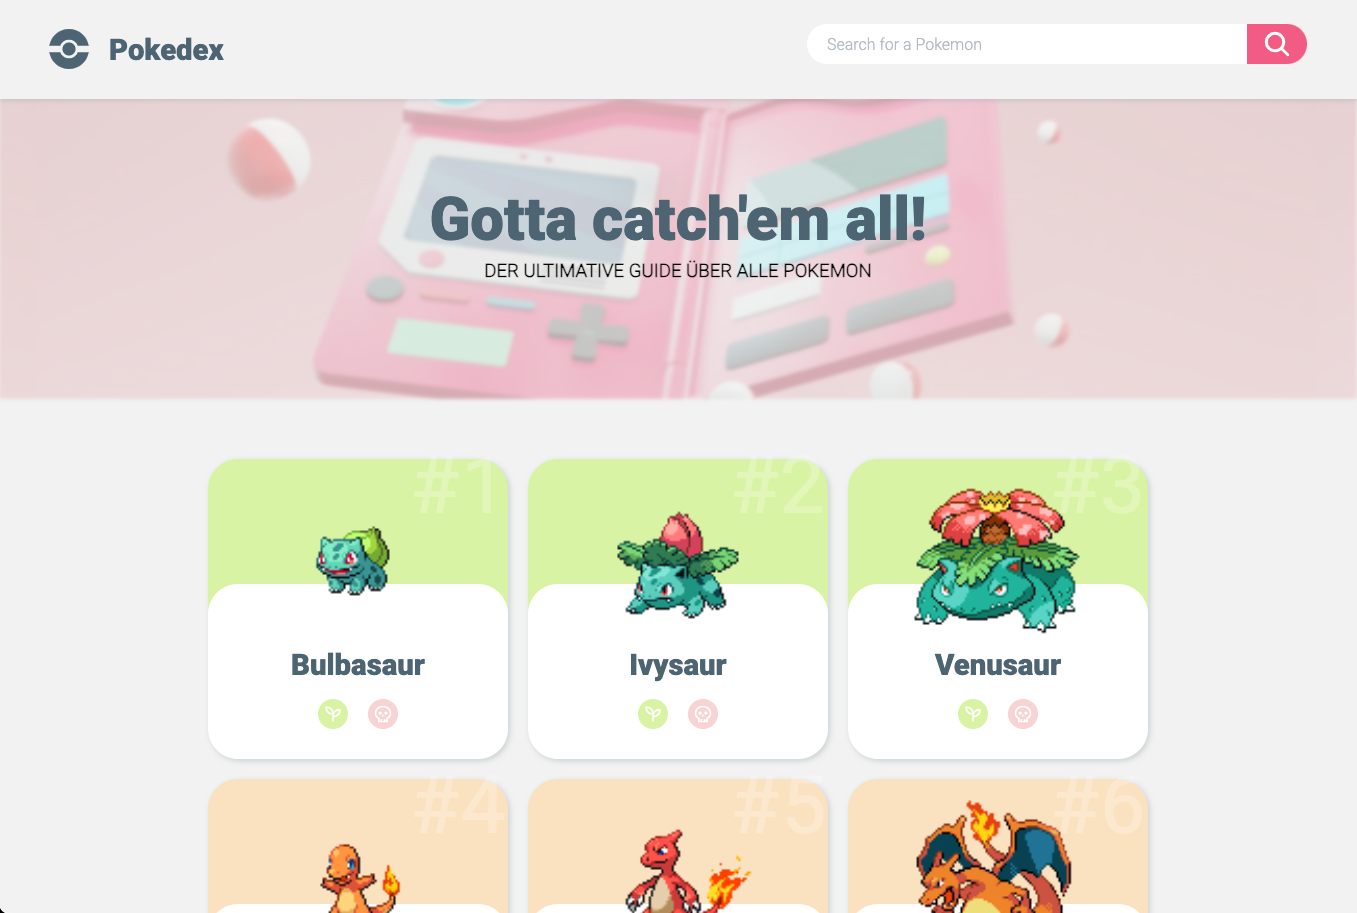 Pokedex
Search for a Pokemon
Gotta catch'em all!
DER ULTIMATIVE GUIDE ÜBER ALLE POKEMON
#1
#2
#3
Bulbasaur
Ivysaur
Venusaur
#4
#5
#6